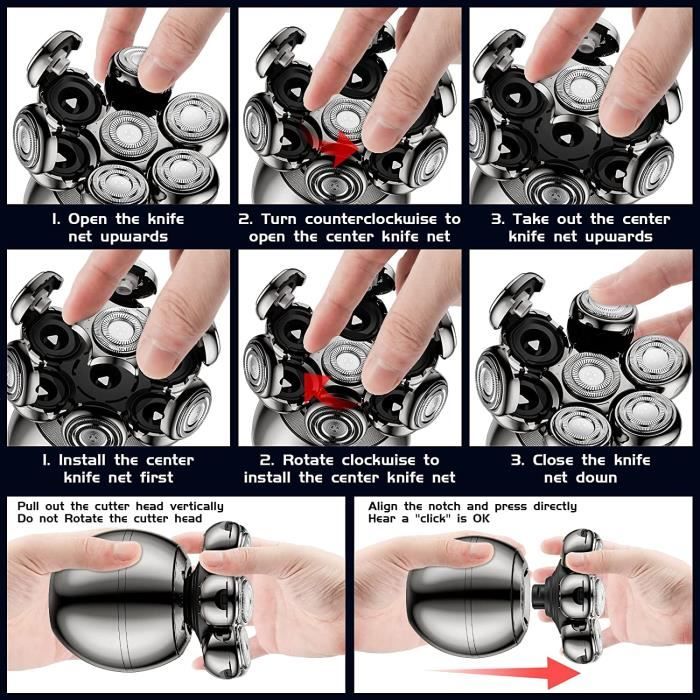 1. Open the knife
net upwards
2. Turn counterclockwise to
open the center knife net
3. Take out the center
knife net upwards
1. Install the center
knife net first
2. Rotate clockwise to
install the center knife net
3. Close the knife
net down
Pull out the cutter head vertically
Do not Rotate the cutter head
Align the notch and press directly
Hear a "click" is OK